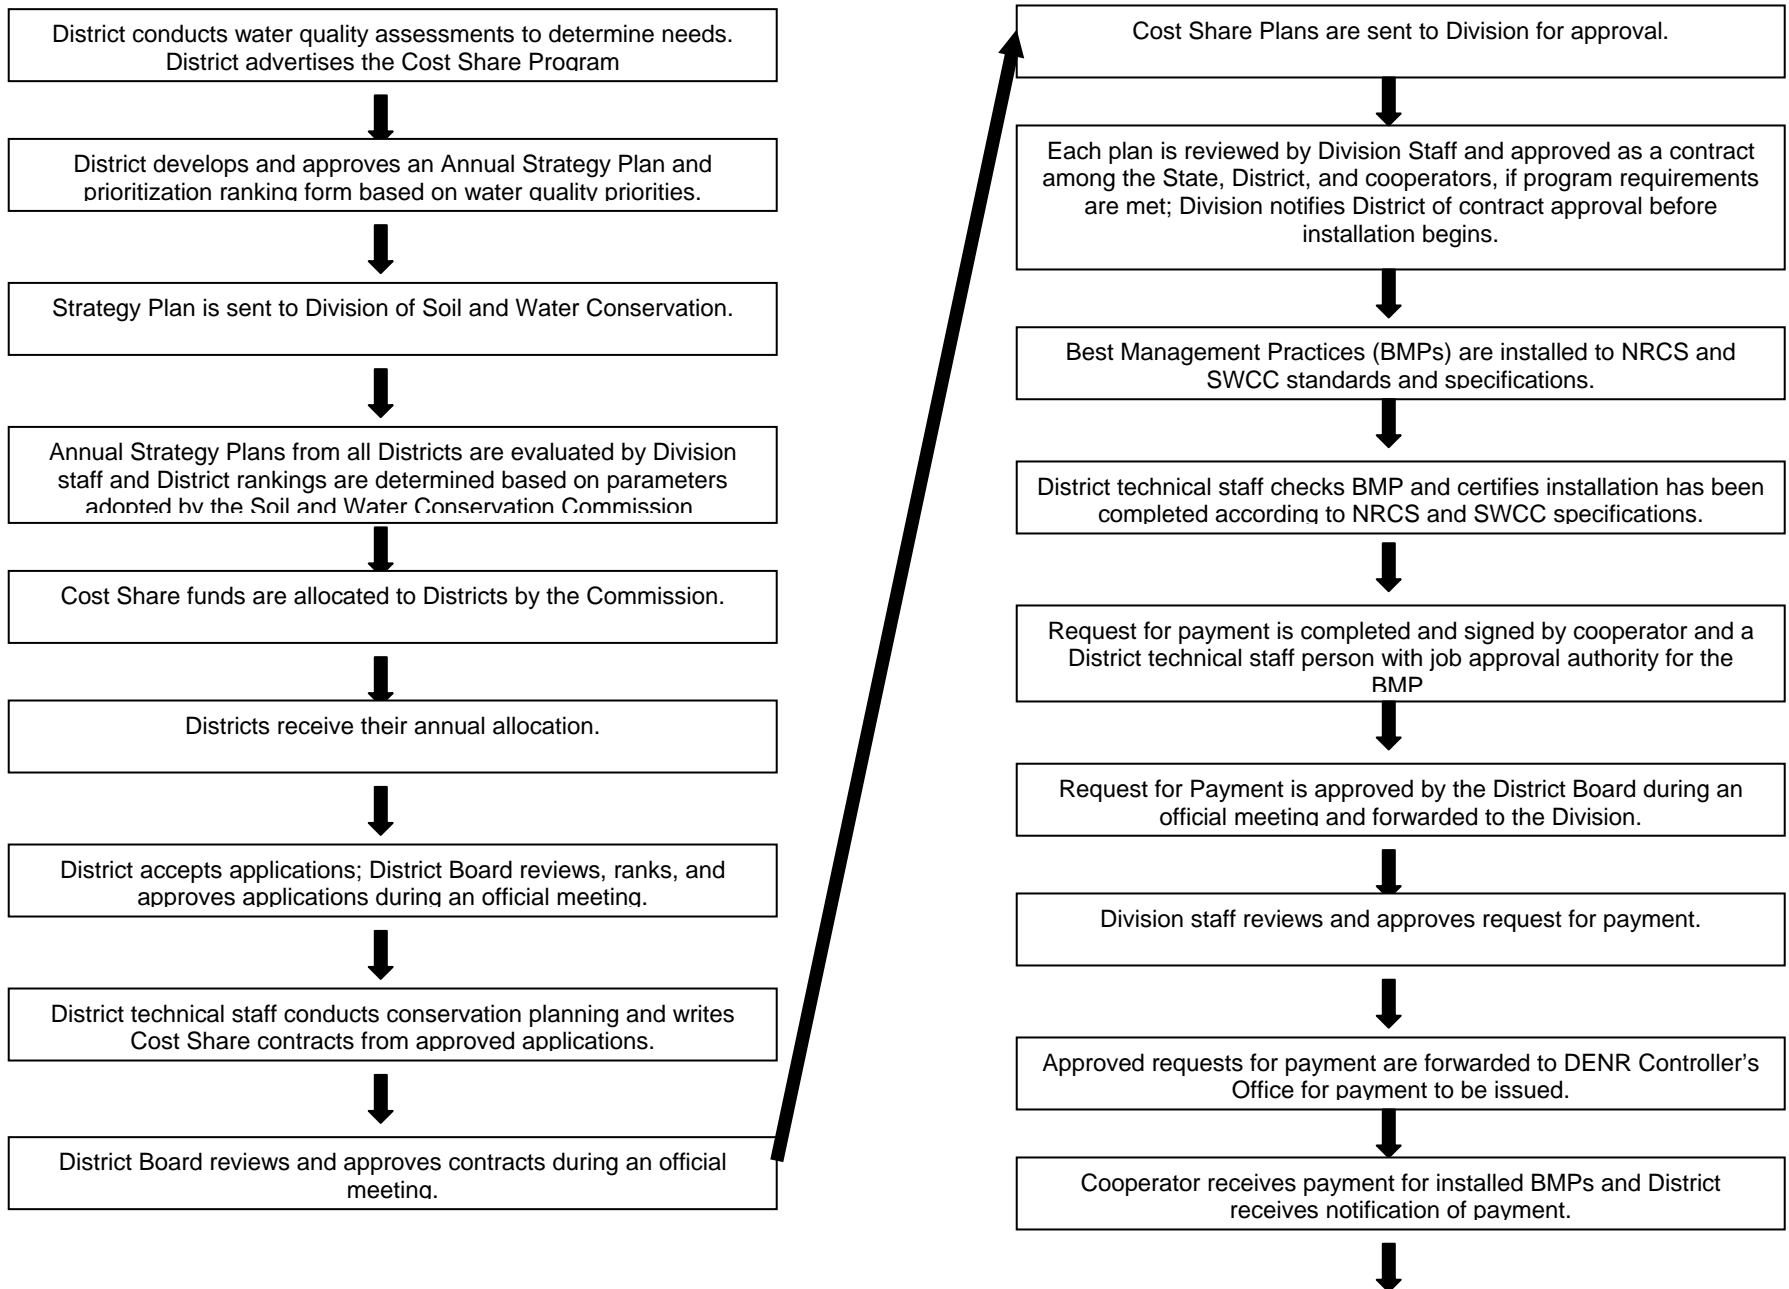 District conducts water quality assessments to determine needs.
District advertises the Cost Share Program
District develops and approves an Annual Strategy Plan and
prioritization ranking form based on water quality priorities.
Strategy Plan is sent to Division of Soil and Water Conservation.
Annual Strategy Plans from all Districts are evaluated by Division
staff and District rankings are determined based on parameters
adopted by the Soil and Water Conservation Commission
Cost Share funds are allocated to Districts by the Commission.
Districts receive their annual allocation.
District accepts applications; District Board reviews, ranks, and
approves applications during an official meeting.
District technical staff conducts conservation planning and writes
Cost Share contracts from approved applications.
District Board reviews and approves contracts during an official
meeting.
Cost Share Plans are sent to Division for approval.
Each plan is reviewed by Division Staff and approved as a contract
among the State, District, and cooperators, if program requirements
are met; Division notifies District of contract approval before
installation begins.
Best Management Practices (BMPs) are installed to NRCS and
SWCC standards and specifications.
District technical staff checks BMP and certifies installation has been
completed according to NRCS and SWCC specifications.
Request for payment is completed and signed by cooperator and a
District technical staff person with job approval authority for the
BMP
Request for Payment is approved by the District Board during an
official meeting and forwarded to the Division.
Division staff reviews and approves request for payment.
Approved requests for payment are forwarded to DENR Controller's
Office for payment to be issued.
Cooperator receives payment for installed BMPs and District
receives notification of payment.